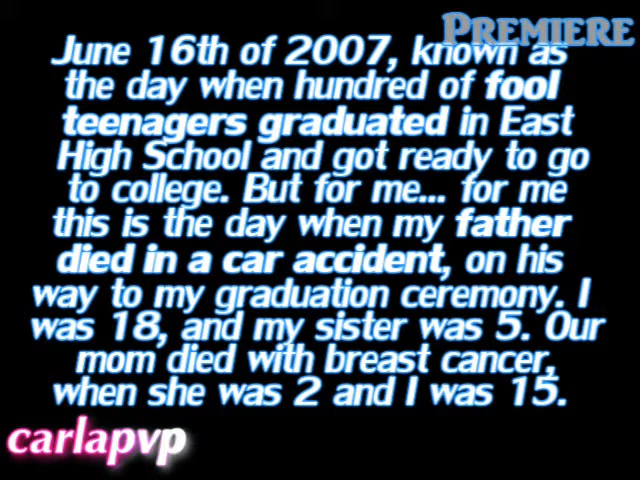 Premiere
June 16th of 2007, known as
the day when hundred of fool
teenagers graduated in East
High School and got ready to go
to college. But for me... for me
this is the day when my father
died in a car accident, on his
way to my graduation ceremony. I
was 18, and my sister was 5. Our
mom died with breast cancer,
when she was 2 and I was 15.
carlapvp